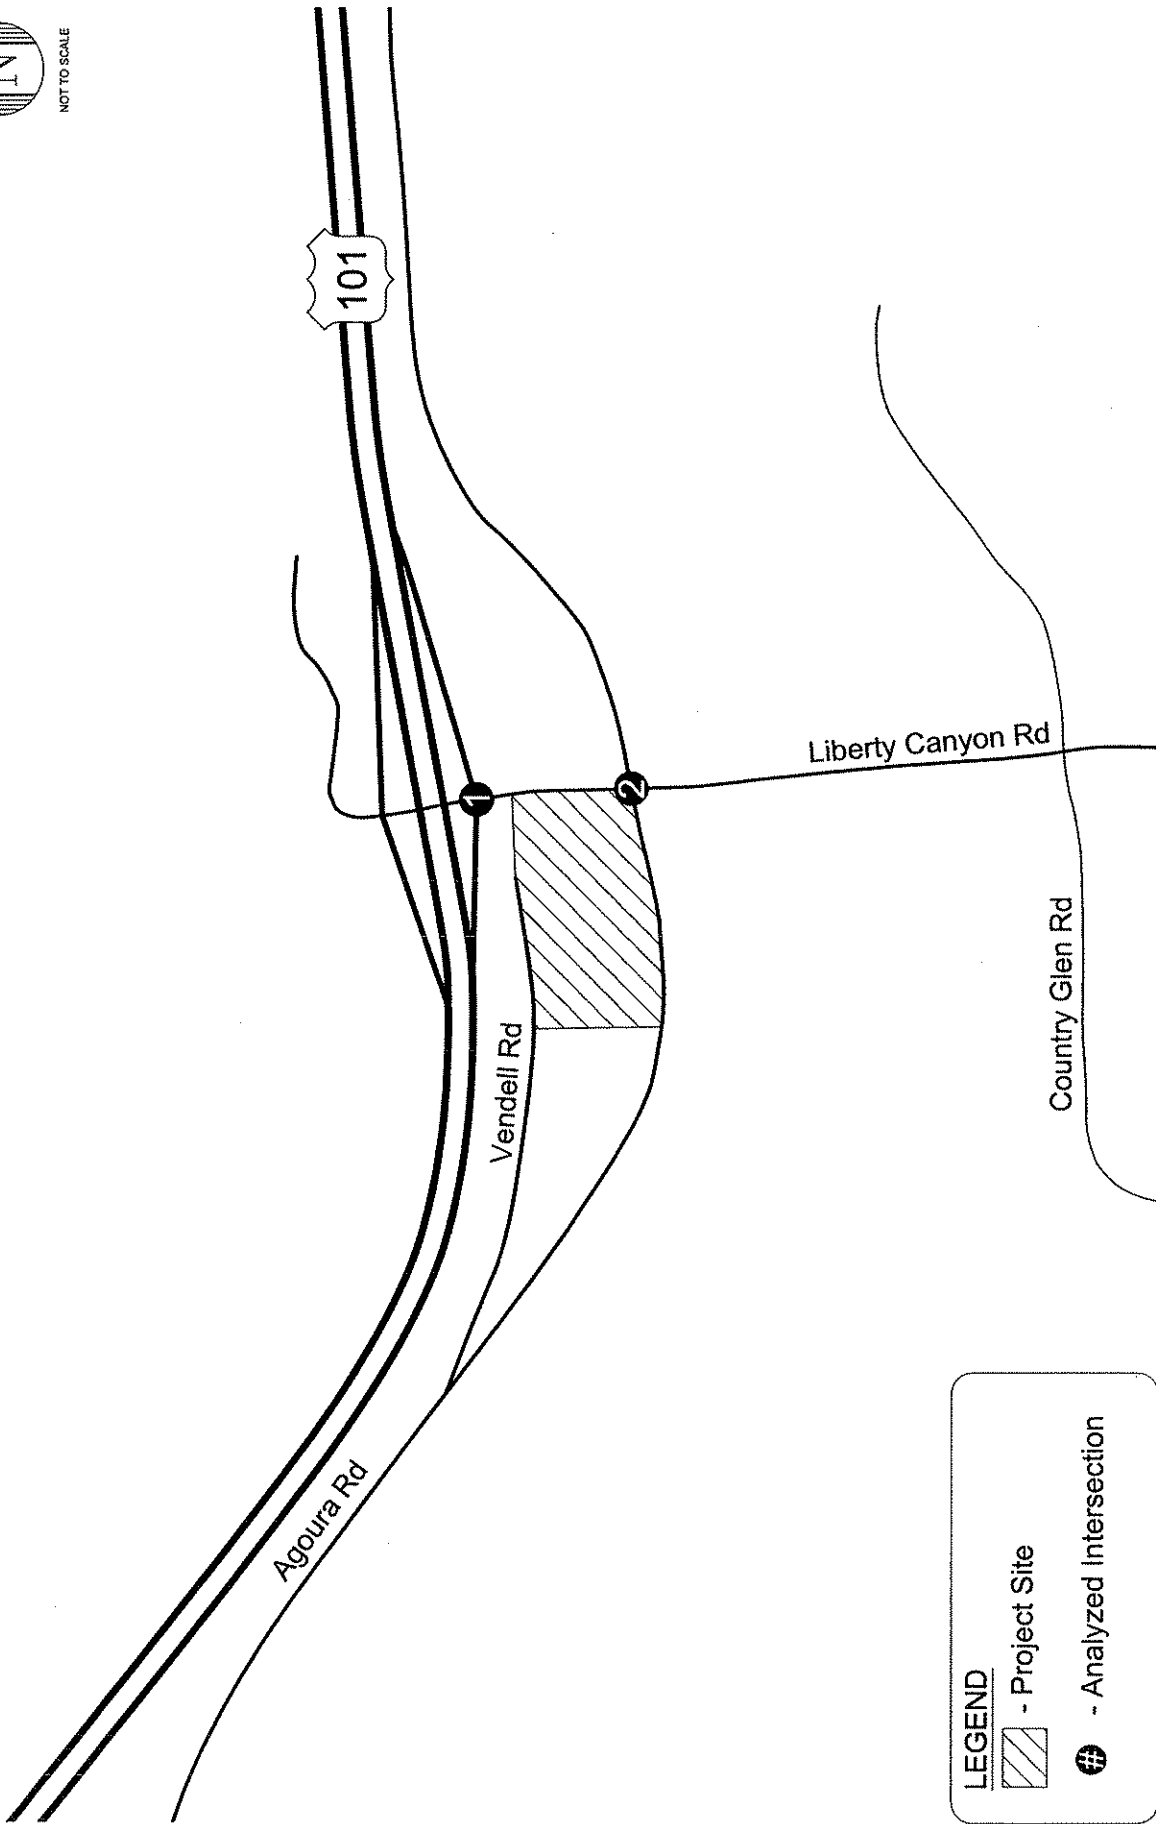 N
NOT TO SCALE
101
1
2
Liberty Canyon Rd
Vendell Rd
Country Glen Rd
Agoura Rd
LEGEND
- Project Site
# - Analyzed Intersection